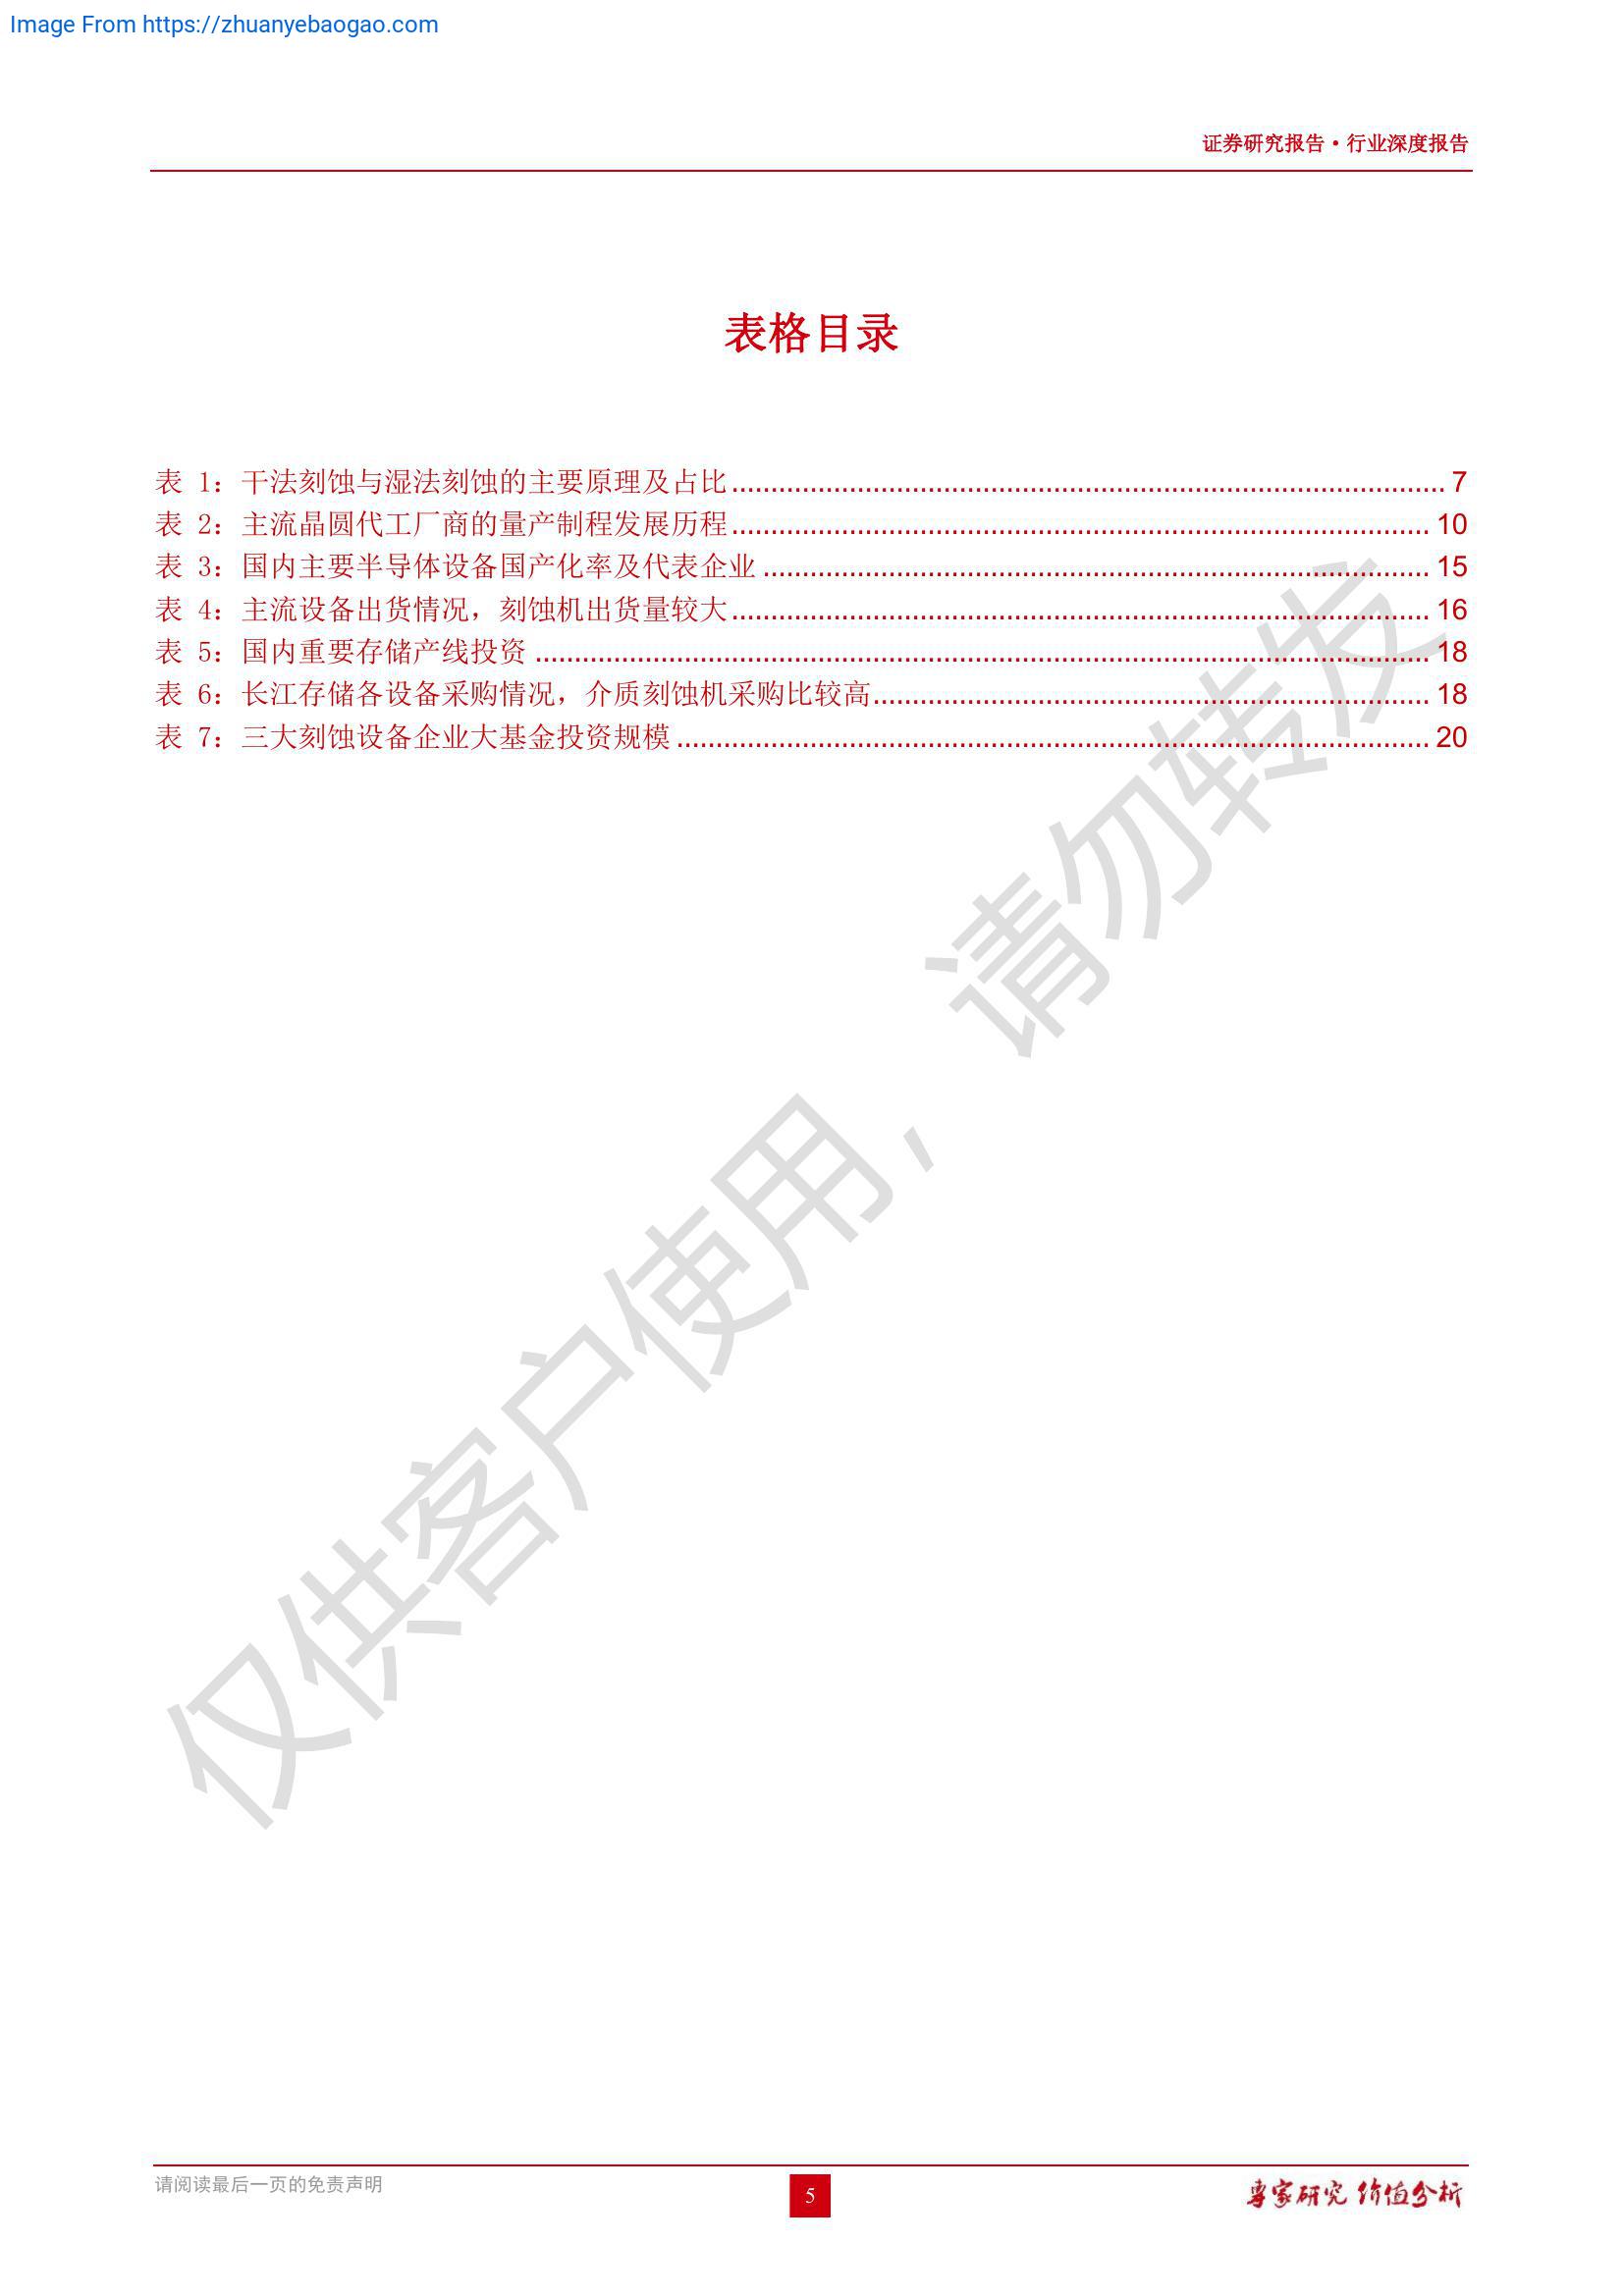 Image From https://zhuanyebaogao.com
证券研究报告·行业深度报告
表格目录
表 1：干法刻蚀与湿法刻蚀的主要原理及占比........................................ 7
表 2：主流晶圆代工厂商的量产制程发展历程........................................ 10
表 3：国内主要半导体设备国产化率及代表企业........................................ 15
表 4：主流设备出货情况，刻蚀机出货量较大........................................ 16
表 5：国内重要存储产线投资........................................ 18
表 6：长江存储各设备采购情况，介质刻蚀机采购比较高........................................ 18
表 7：三大刻蚀设备企业大基金投资规模........................................ 20
仅供客户使用，请勿转发
请阅读最后一页的免责声明
5
专家研究 价值分析